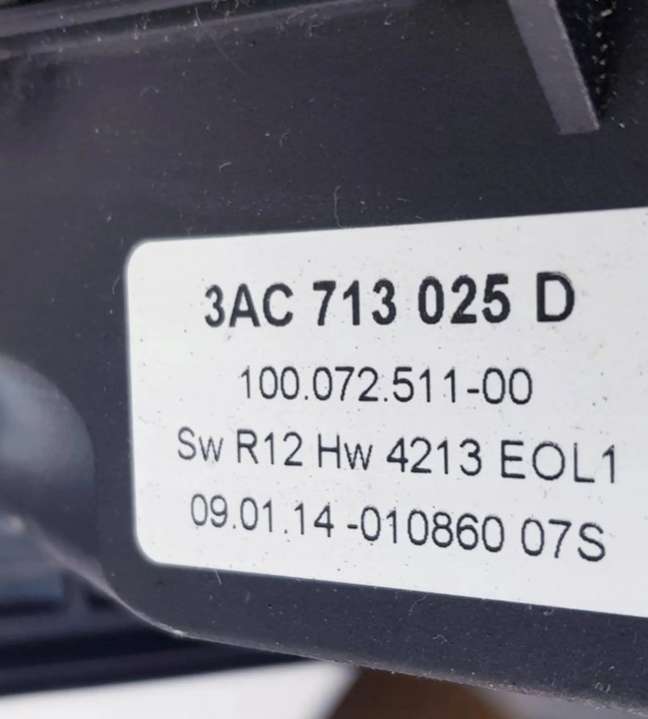 3AC 713 025 D
100.072.511-00
Sw R12 Hw 4213 EOL1
09.01.14 -010860 07S